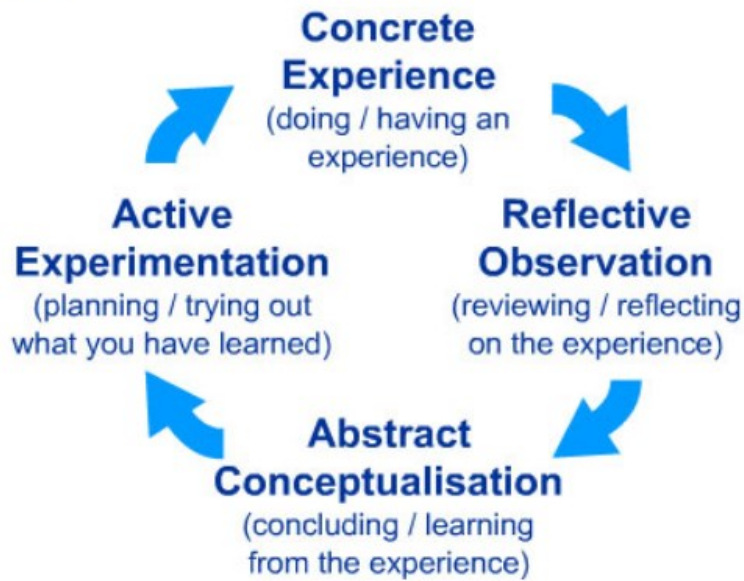 Concrete
Experience
(doing / having an
experience)
Reflective
Observation
(reviewing / reflecting
on the experience)
Abstract
Conceptualisation
(concluding / learning
from the experience)
Active
Experimentation
(planning / trying out
what you have learned)